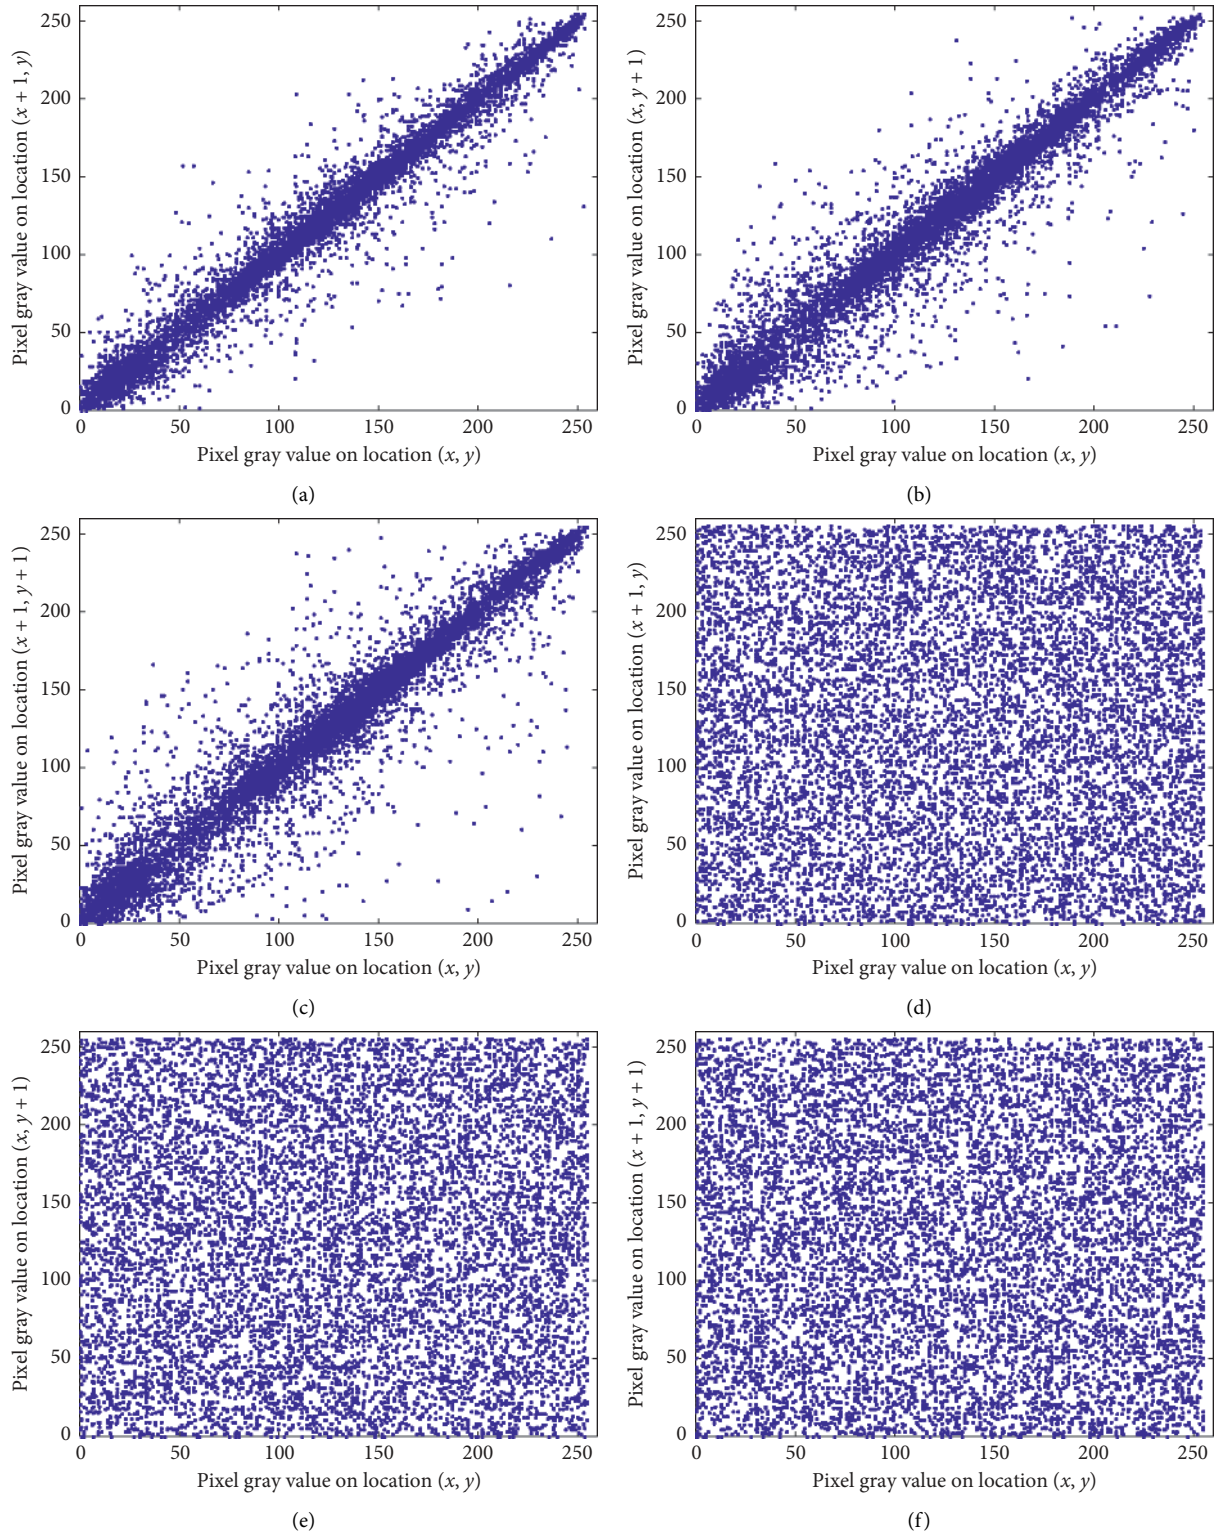 Pixel gray value on location (x + 1, y)
250
200
150
100
50
0
0 50 100 150 200 250
Pixel gray value on location (x, y)
(a)
Pixel gray value on location (x, y + 1)
250
200
150
100
50
0
0 50 100 150 200 250
Pixel gray value on location (x, y)
(b)
Pixel gray value on location (x + 1, y + 1)
250
200
150
100
50
0
0 50 100 150 200 250
Pixel gray value on location (x, y)
(c)
Pixel gray value on location (x + 1, y)
250
200
150
100
50
0
0 50 100 150 200 250
Pixel gray value on location (x, y)
(d)
Pixel gray value on location (x, y + 1)
250
200
150
100
50
0
0 50 100 150 200 250
Pixel gray value on location (x, y)
(e)
Pixel gray value on location (x + 1, y + 1)
250
200
150
100
50
0
0 50 100 150 200 250
Pixel gray value on location (x, y)
(f)